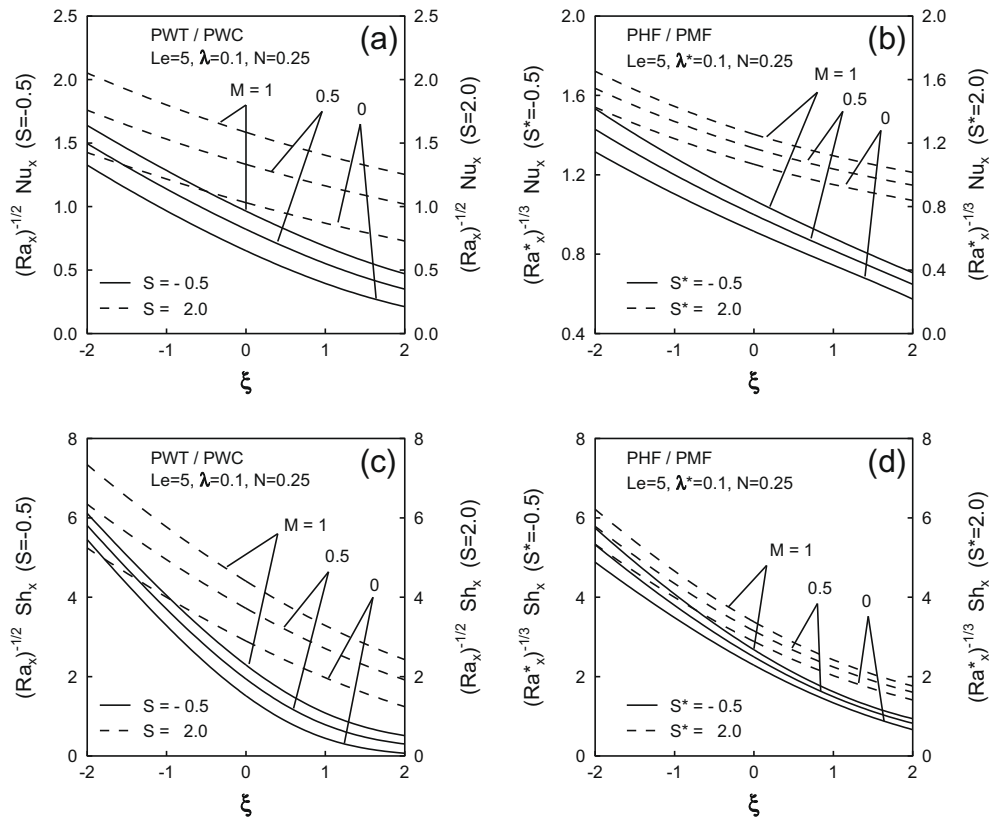 (a)
PWT / PWC
Le=5, λ=0.1, N=0.25
M = 1
0.5
0
S = - 0.5
S = 2.0
2.5
2.0
1.5
1.0
0.5
0.0
2.5
2.0
1.5
1.0
0.5
0.0
-2 -1 0 1 2
ξ
(Ra_x)^-1/2 Nu_x (S=-0.5)
(Ra_x)^-1/2 Nu_x (S=2.0)
(b)
PHF / PMF
Le=5, λ*=0.1, N=0.25
M = 1
0.5
0
S* = - 0.5
S* = 2.0
2.0
1.6
1.2
0.8
0.4
2.0
1.6
1.2
0.8
0.4
0.0
-2 -1 0 1 2
ξ
(Ra*_x)^-1/3 Nu_x (S*=-0.5)
(Ra*_x)^-1/3 Nu_x (S*=2.0)
(c)
PWT / PWC
Le=5, λ=0.1, N=0.25
M = 1
0.5
0
S = - 0.5
S = 2.0
8
6
4
2
0
8
6
4
2
0
-2 -1 0 1 2
ξ
(Ra_x)^-1/2 Sh_x (S=-0.5)
(Ra_x)^-1/2 Sh_x (S=2.0)
(d)
PHF / PMF
Le=5, λ*=0.1, N=0.25
M = 1
0.5
0
S* = - 0.5
S* = 2.0
8
6
4
2
0
8
6
4
2
0
-2 -1 0 1 2
ξ
(Ra*_x)^-1/3 Sh_x (S*=-0.5)
(Ra*_x)^-1/3 Sh_x (S*=2.0)